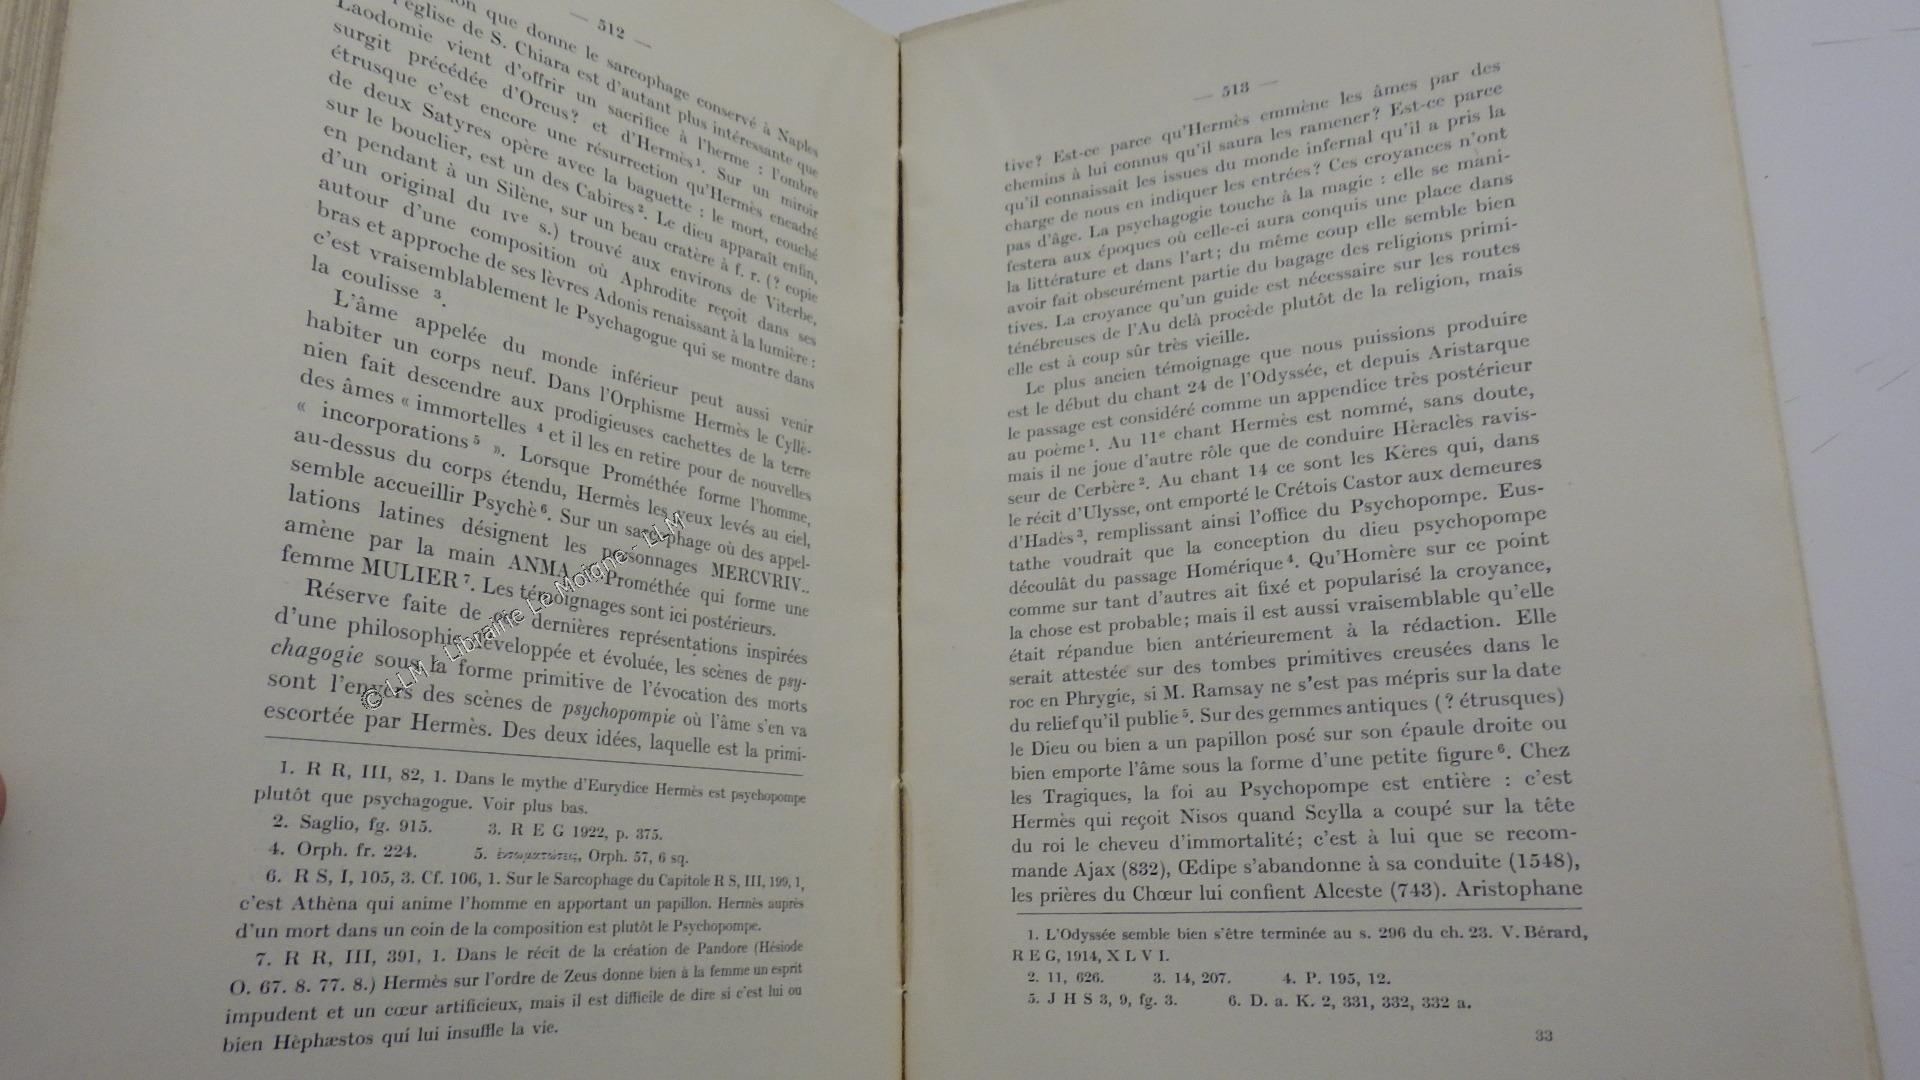 — 512 —
que donne le sarcophage conservé à Naples
église de S. Chiara est d'autant plus intéressante que
Laodomie vient d'offrir un sacrifice à l'herme : l'ombre
surgit précédée d'Orcus? et d'Hermès¹. Sur un miroir
étrusque c'est encore une résurrection qu'Hermès encadré
de deux Satyres opère avec la baguette : le mort, couché
sur le bouclier, est un des Cabires². Le dieu apparaît enfin,
en pendant à un Silène, sur un beau cratère à f. r. (? copie
d'un original du IVe s.) trouvé aux environs de Viterbe,
autour d'une composition où Aphrodite reçoit dans ses
bras et approche de ses lèvres Adonis renaissant à la lumière :
c'est vraisemblablement le Psychagogue qui se montre dans
la coulisse ³.
L'âme appelée du monde inférieur peut aussi venir
habiter un corps neuf. Dans l'Orphisme Hermès le Cyllè-
nien fait descendre aux prodigieuses cachettes de la terre
des âmes « immortelles ⁴ et il les en retire pour de nouvelles
« incorporations⁵ ». Lorsque Prométhée forme l'homme,
au-dessus du corps étendu, Hermès les yeux levés au ciel,
semble accueillir Psychè⁶. Sur un sarcophage où des appel-
lations latines désignent les personnages MERCVRIV..
amène par la main ANMA à Prométhée qui forme une
femme MULIER⁷. Les témoignages sont ici postérieurs.
Réserve faite de ces dernières représentations inspirées
d'une philosophie développée et évoluée, les scènes de psy-
chagogie sous la forme primitive de l'évocation des morts
sont l'envers des scènes de psychopompie où l'âme s'en va
escortée par Hermès. Des deux idées, laquelle est la primi-
1. R R, III, 82, 1. Dans le mythe d'Eurydice Hermès est psychopompe
plutôt que psychagogue. Voir plus bas.
2. Saglio, fg. 915. 3. R E G 1922, p. 375.
4. Orph. fr. 224. 5. ἐνσωματώσεις, Orph. 57, 6 sq.
6. R S, I, 105, 3. Cf. 106, 1. Sur le Sarcophage du Capitole R S, III, 199, 1,
c'est Athèna qui anime l'homme en apportant un papillon. Hermès auprès
d'un mort dans un coin de la composition est plutôt le Psychopompe.
7. R R, III, 391, 1. Dans le récit de la création de Pandore (Hésiode
O. 67. 8. 77. 8.) Hermès sur l'ordre de Zeus donne bien à la femme un esprit
impudent et un cœur artificieux, mais il est difficile de dire si c'est lui ou
bien Hèphæstos qui lui insuffle la vie.
— 513 —
tive? Est-ce parce qu'Hermès emmène les âmes par des
chemins à lui connus qu'il saura les ramener? Est-ce parce
qu'il connaissait les issues du monde infernal qu'il a pris la
charge de nous en indiquer les entrées? Ces croyances n'ont
pas d'âge. La psychagogie touche à la magie : elle se mani-
festera aux époques où celle-ci aura conquis une place dans
la littérature et dans l'art; du même coup elle semble bien
avoir fait obscurément partie du bagage des religions primi-
tives. La croyance qu'un guide est nécessaire sur les routes
ténébreuses de l'Au delà procède plutôt de la religion, mais
elle est à coup sûr très vieille.
Le plus ancien témoignage que nous puissions produire
est le début du chant 24 de l'Odyssée, et depuis Aristarque
le passage est considéré comme un appendice très postérieur
au poème¹. Au 11e chant Hermès est nommé, sans doute,
mais il ne joue d'autre rôle que de conduire Hèraclès ravis-
seur de Cerbère². Au chant 14 ce sont les Kères qui, dans
le récit d'Ulysse, ont emporté le Crétois Castor aux demeures
d'Hadès³, remplissant ainsi l'office du Psychopompe. Eus-
tathe voudrait que la conception du dieu psychopompe
découlât du passage Homérique⁴. Qu'Homère sur ce point
comme sur tant d'autres ait fixé et popularisé la croyance,
la chose est probable; mais il est aussi vraisemblable qu'elle
était répandue bien antérieurement à la rédaction. Elle
serait attestée sur des tombes primitives creusées dans le
roc en Phrygie, si M. Ramsay ne s'est pas mépris sur la date
du relief qu'il publie⁵. Sur des gemmes antiques (? étrusques)
le Dieu ou bien a un papillon posé sur son épaule droite ou
bien emporte l'âme sous la forme d'une petite figure⁶. Chez
les Tragiques, la foi au Psychopompe est entière : c'est
Hermès qui reçoit Nisos quand Scylla a coupé sur la tête
du roi le cheveu d'immortalité; c'est à lui que se recom-
mande Ajax (832), Œdipe s'abandonne à sa conduite (1548),
les prières du Chœur lui confient Alceste (743). Aristophane
1. L'Odyssée semble bien s'être terminée au s. 296 du ch. 23. V. Bérard,
R E G, 1914, X L V I.
2. 11, 626. 3. 14, 207. 4. P. 195, 12.
5. J H S 3, 9, fg. 3. 6. D. a. K. 2, 331, 332, 332 a.
33
© LLM - Librairie Le Moigne - LLM